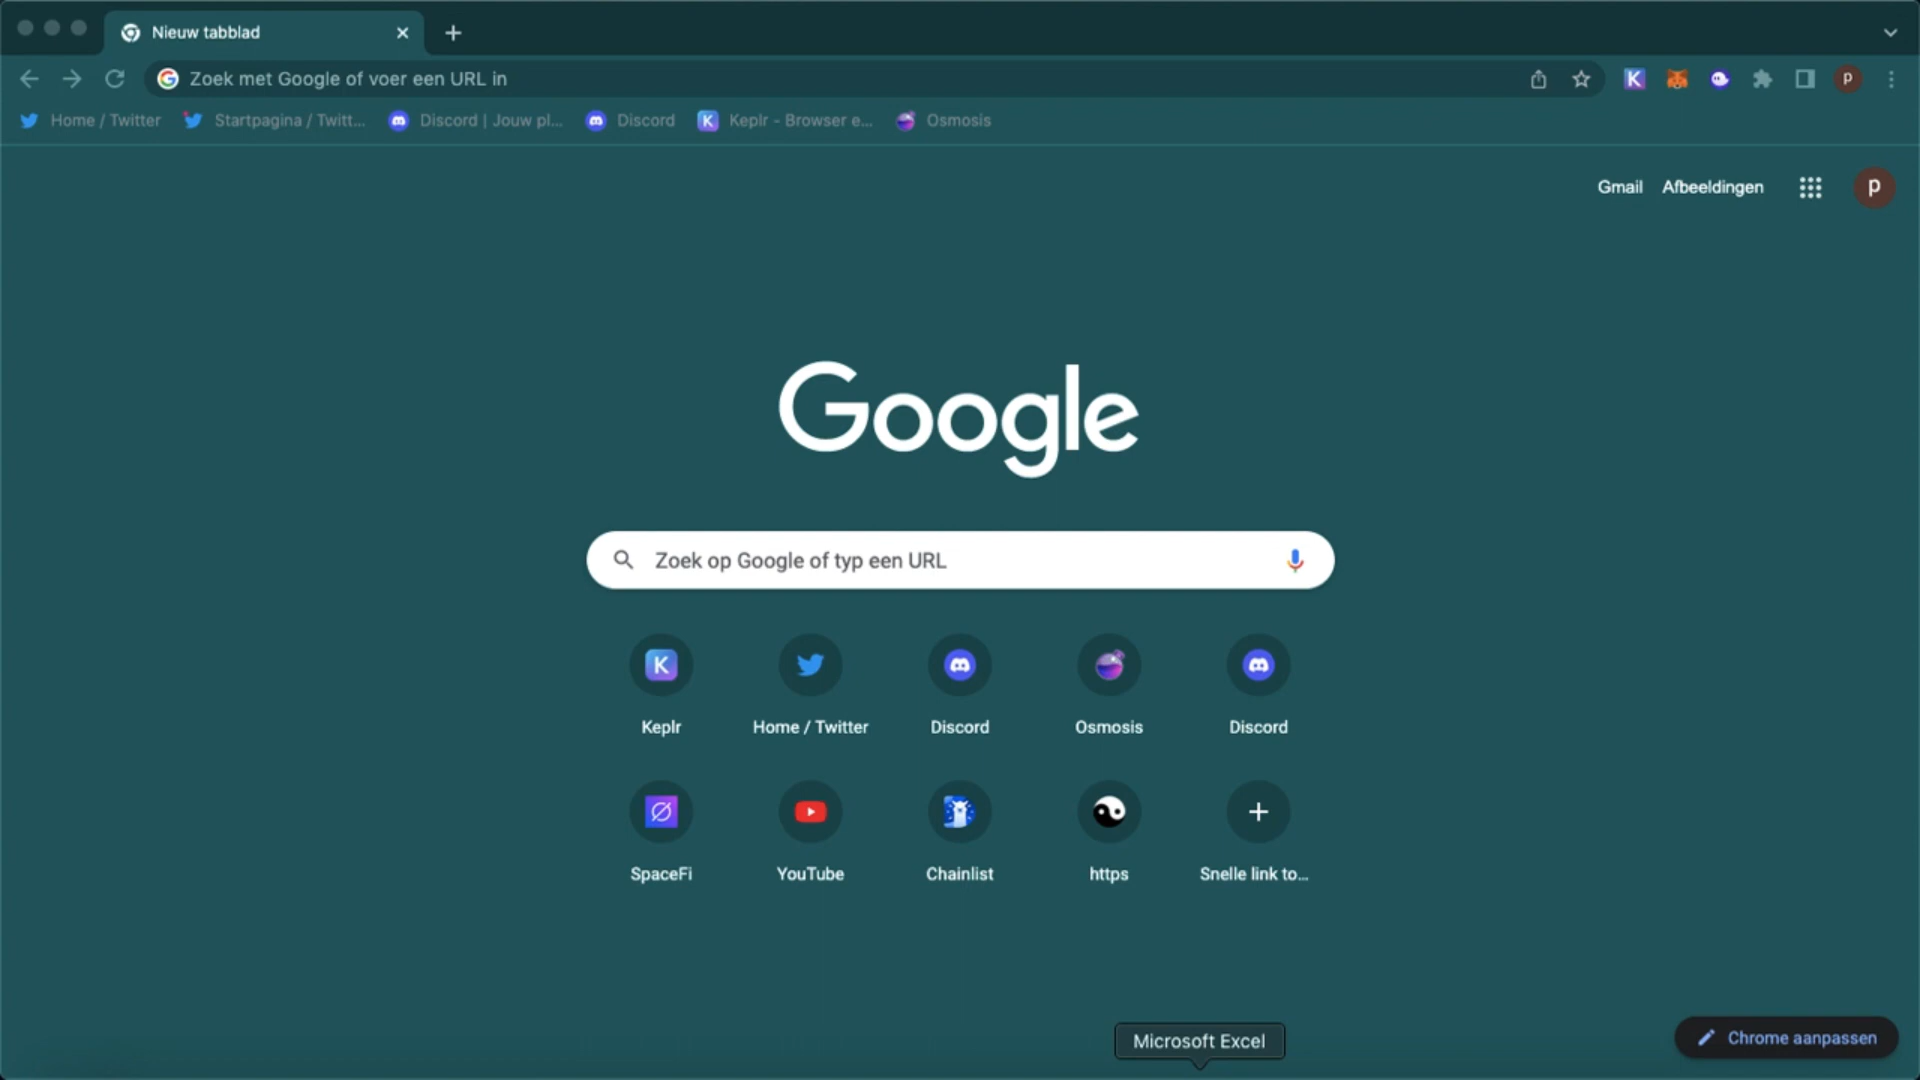 Nieuw tabblad
Zoek met Google of voer een URL in
P
Home / Twitter
Startpagina / Twitt...
Discord | Jouw pl...
Discord
Keplr - Browser e...
Osmosis
Gmail
Afbeeldingen
p
Google
Zoek op Google of typ een URL
Keplr
Home / Twitter
Discord
Osmosis
Discord
SpaceFi
YouTube
Chainlist
https
Snelle link to...
Microsoft Excel
Chrome aanpassen